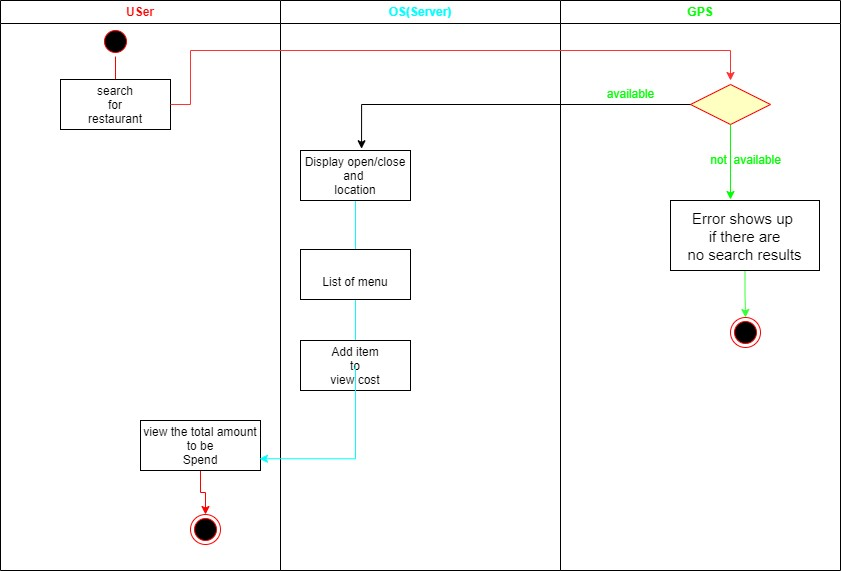 USer
OS(Server)
GPS
search
for
restaurant
available
not available
Display open/close
and
location
Error shows up
if there are
no search results
List of menu
Add item
to
view cost
view the total amount
to be
Spend